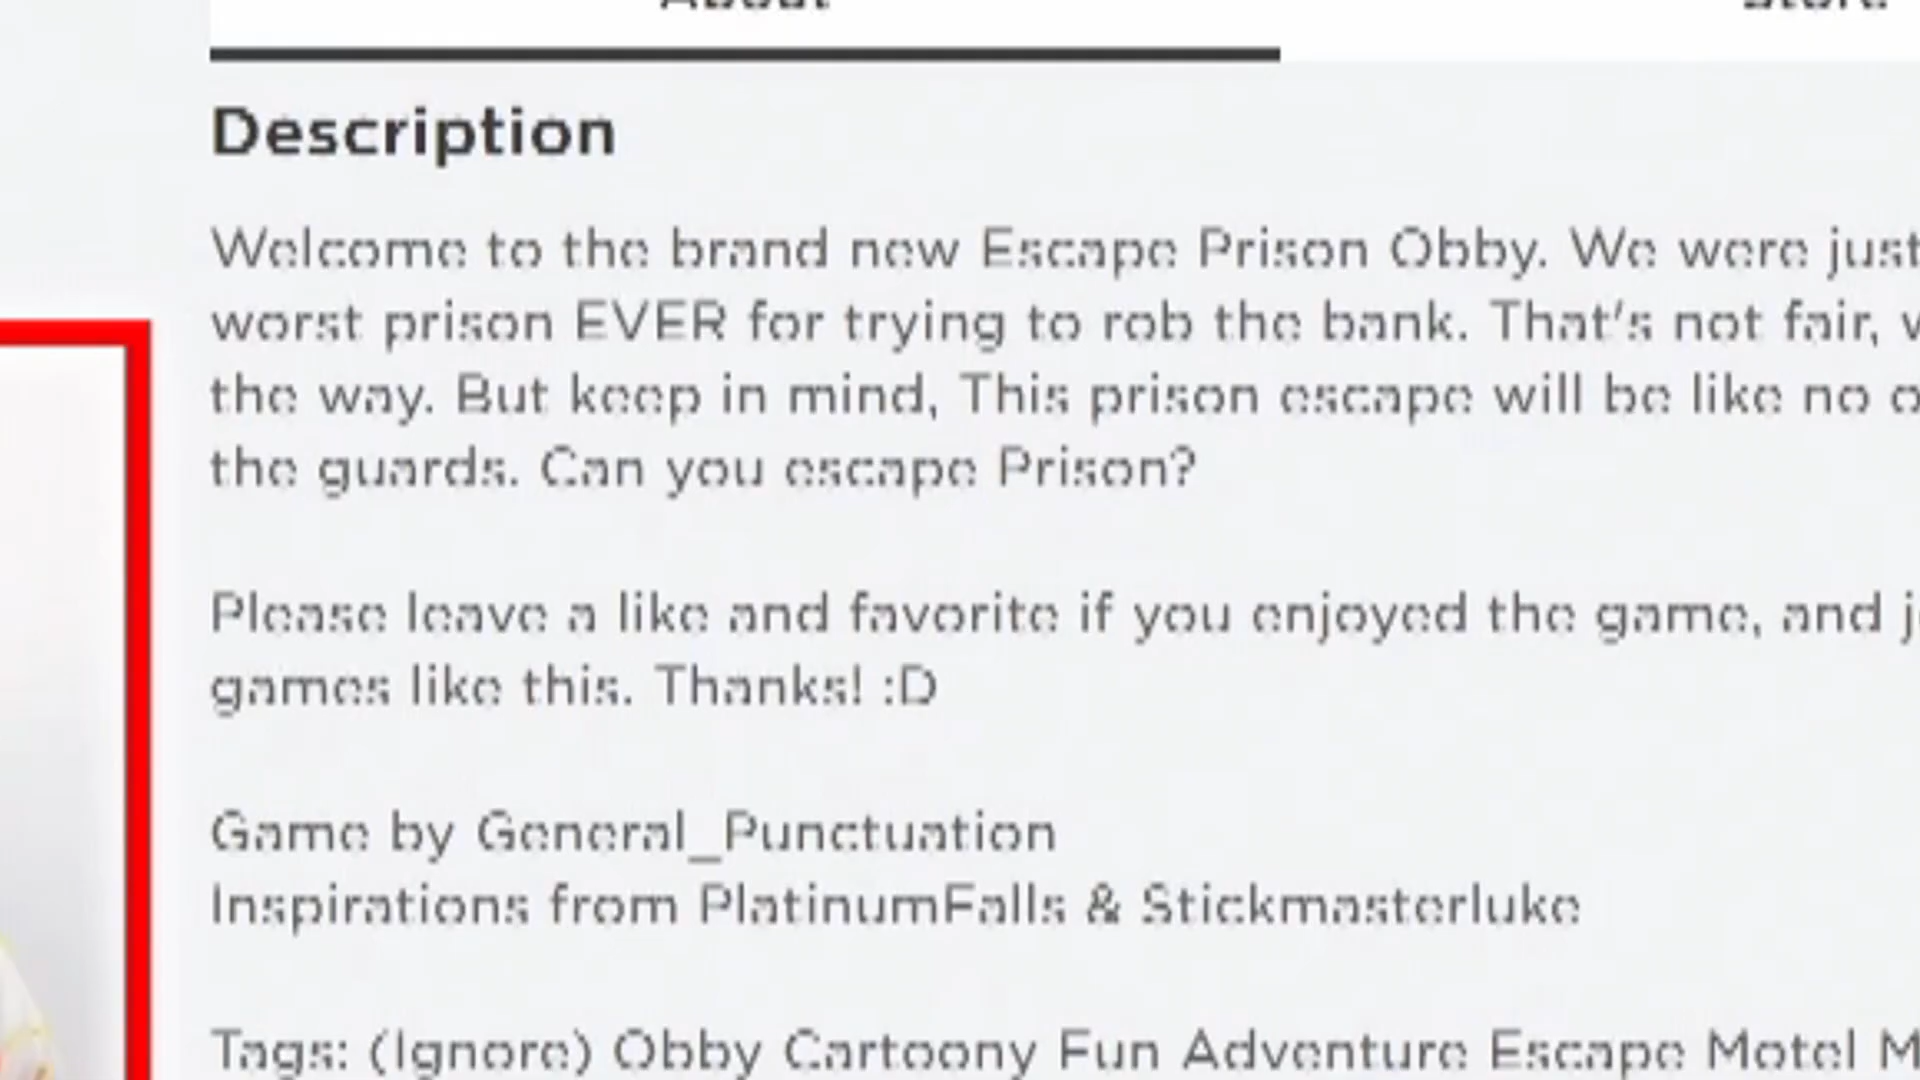 About
Description
Welcome to the brand new Escape Prison Obby. We were just
worst prison EVER for trying to rob the bank. That's not fair,
the way. But keep in mind, This prison escape will be like no
the guards. Can you escape Prison?
Please leave a like and favorite if you enjoyed the game, and
games like this. Thanks! :D
Game by General_Punctuation
Inspirations from PlatinumFalls & Stickmasterluke
Tags: (Ignore) Obby Cartoony Fun Adventure Escape Motel